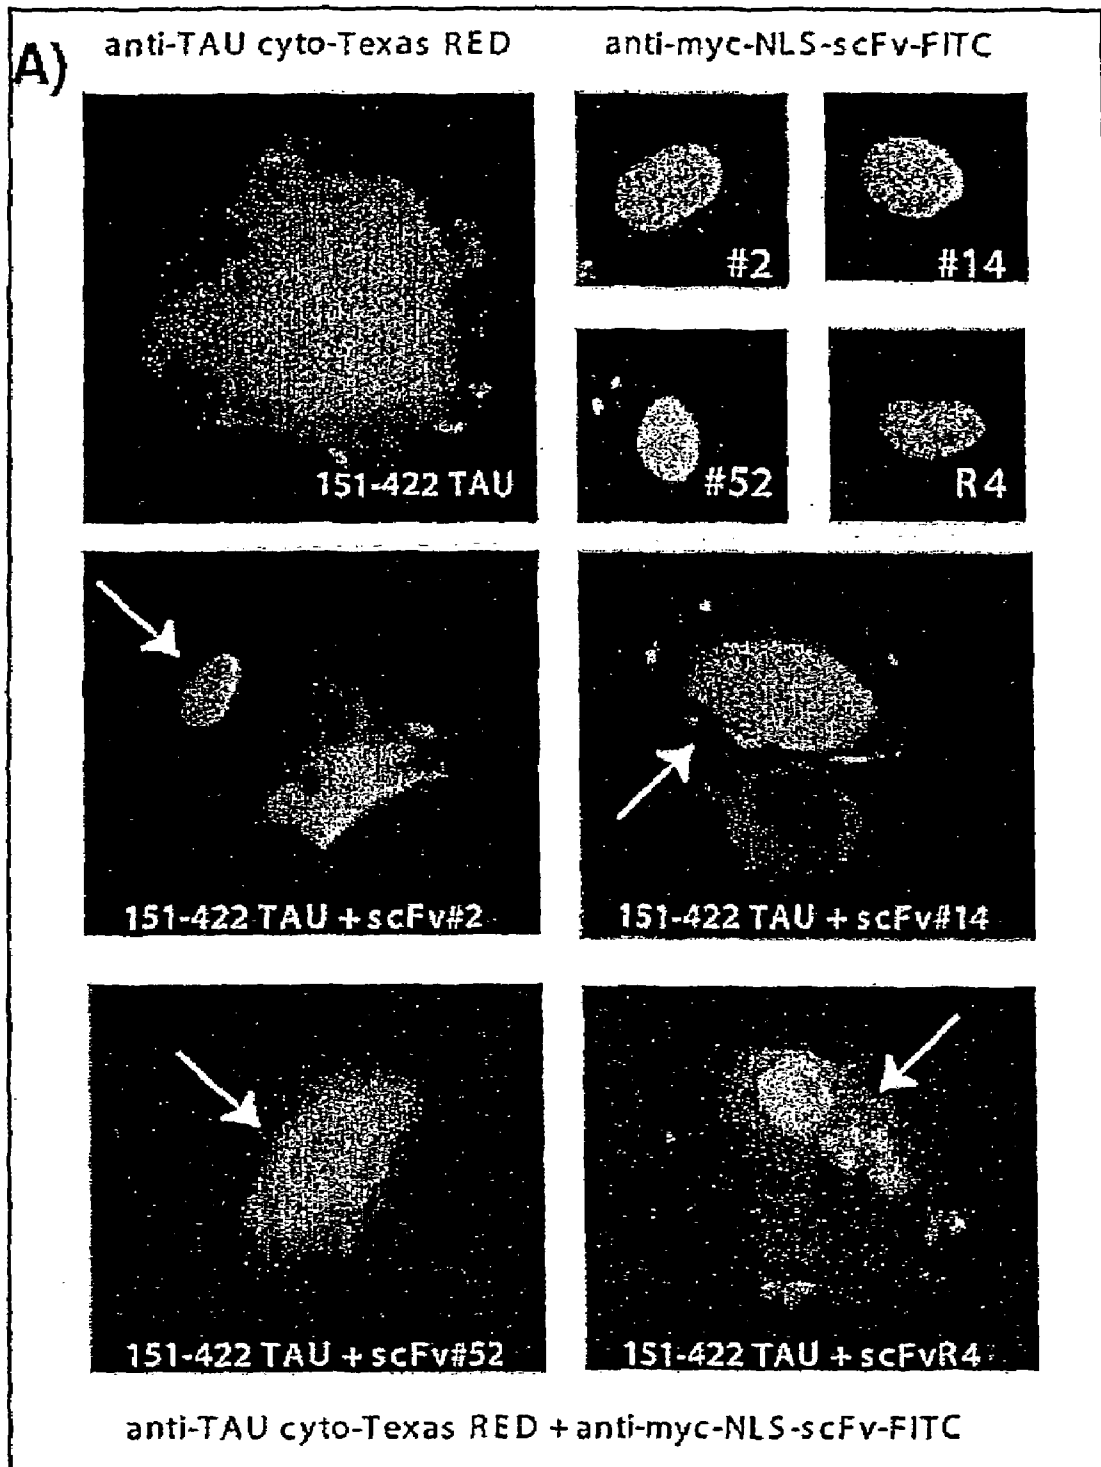 A)
anti-TAU cyto-Texas RED
anti-myc-NLS-scFv-FITC
151-422 TAU
#2
#14
#52
R4
151-422 TAU + scFv#2
151-422 TAU + scFv#14
151-422 TAU + scFv#52
151-422 TAU + scFvR4
anti-TAU cyto-Texas RED + anti-myc-NLS-scFv-FITC